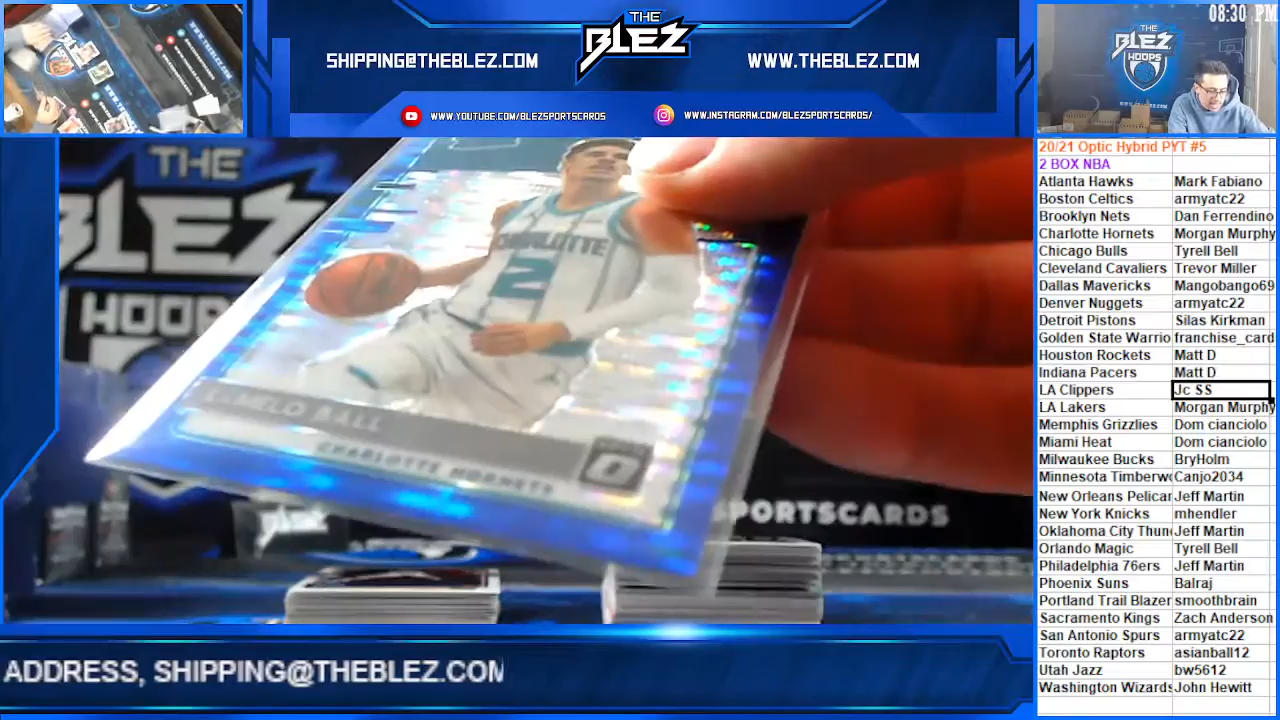 THE
BLEZ
SHIPPING@THEBLEZ.COM
WWW.THEBLEZ.COM
WWW.YOUTUBE.COM/BLEZSPORTSCARDS
WWW.INSTAGRAM.COM/BLEZSPORTSCARDS/
08:30 PM
THE
BLEZ
HOOPS
THE
BLEZ
HOOPS
CHARLOTTE
2
LaMELO BALL
CHARLOTTE HORNETS
SPORTSCARDS
ADDRESS, SHIPPING@THEBLEZ.COM
20/21 Optic Hybrid PYT #5
2 BOX NBA
Atlanta Hawks Mark Fabiano
Boston Celtics armyatc22
Brooklyn Nets Dan Ferrendino
Charlotte Hornets Morgan Murphy
Chicago Bulls Tyrell Bell
Cleveland Cavaliers Trevor Miller
Dallas Mavericks Mangobango69
Denver Nuggets armyatc22
Detroit Pistons Silas Kirkman
Golden State Warrio franchise_card
Houston Rockets Matt D
Indiana Pacers Matt D
LA Clippers Jc SS
LA Lakers Morgan Murphy
Memphis Grizzlies Dom cianciolo
Miami Heat Dom cianciolo
Milwaukee Bucks BryHolm
Minnesota Timberwo Canjo2034
New Orleans Pelican Jeff Martin
New York Knicks mhendler
Oklahoma City Thun Jeff Martin
Orlando Magic Tyrell Bell
Philadelphia 76ers Jeff Martin
Phoenix Suns Balraj
Portland Trail Blazer smoothbrain
Sacramento Kings Zach Anderson
San Antonio Spurs armyatc22
Toronto Raptors asianball12
Utah Jazz bw5612
Washington Wizards John Hewitt